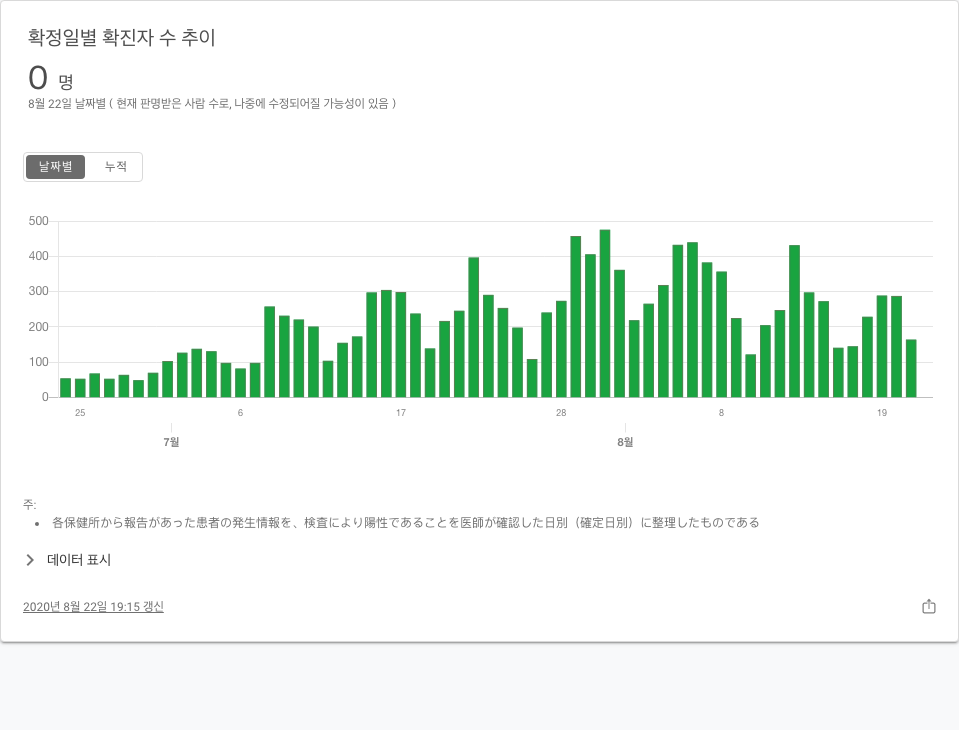 확정일별 확진자 수 추이
0 명
8월 22일 날짜별 ( 현재 판명받은 사람 수로, 나중에 수정되어질 가능성이 있음 )
날짜별 누적
500
400
300
200
100
0
25 6 17 28 8 19
7월 8월
주:
• 各保健所から報告があった患者の発生情報を、検査により陽性であることを医師が確認した日別（確定日別）に整理したものである
데이터 표시
2020년 8월 22일 19:15 갱신